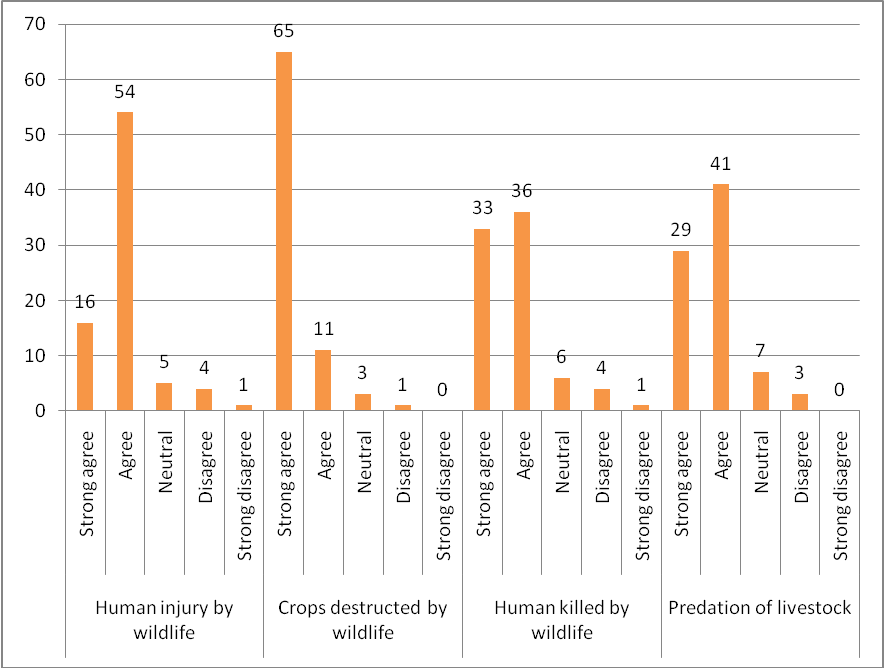 70
60
50
40
30
20
10
0
16
54
5
4
1
65
11
3
1
0
33
36
6
4
1
29
41
7
3
0
Strong agree
Agree
Neutral
Disagree
Strong disagree
Strong agree
Agree
Neutral
Disagree
Strong disagree
Strong agree
Agree
Neutral
Disagree
Strong disagree
Strong agree
Agree
Neutral
Disagree
Strong disagree
Human injury by
wildlife
Crops destructed by
wildlife
Human killed by
wildlife
Predation of livestock